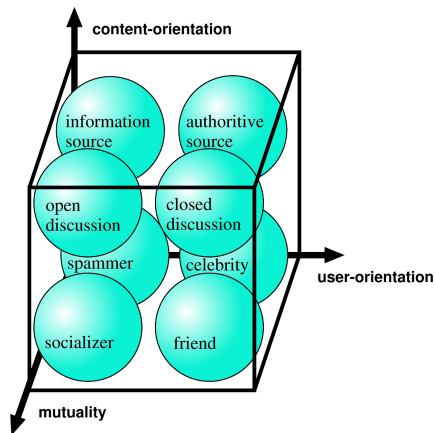 content-orientation
information
source
authoritive
source
open
discussion
closed
discussion
spammer
celebrity
user-orientation
socializer
friend
mutuality